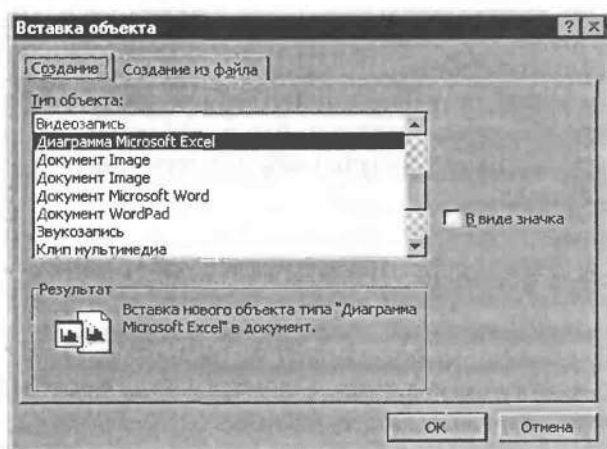 Вставка объекта
Создание
Создание из файла
Тип объекта:
Видеозапись
Диаграмма Microsoft Excel
Документ Image
Документ Image
Документ Microsoft Word
Документ WordPad
Звукозапись
Клип мультимедиа
В виде значка
Результат
Вставка нового объекта типа "Диаграмма
Microsoft Excel" в документ.
OK
Отмена